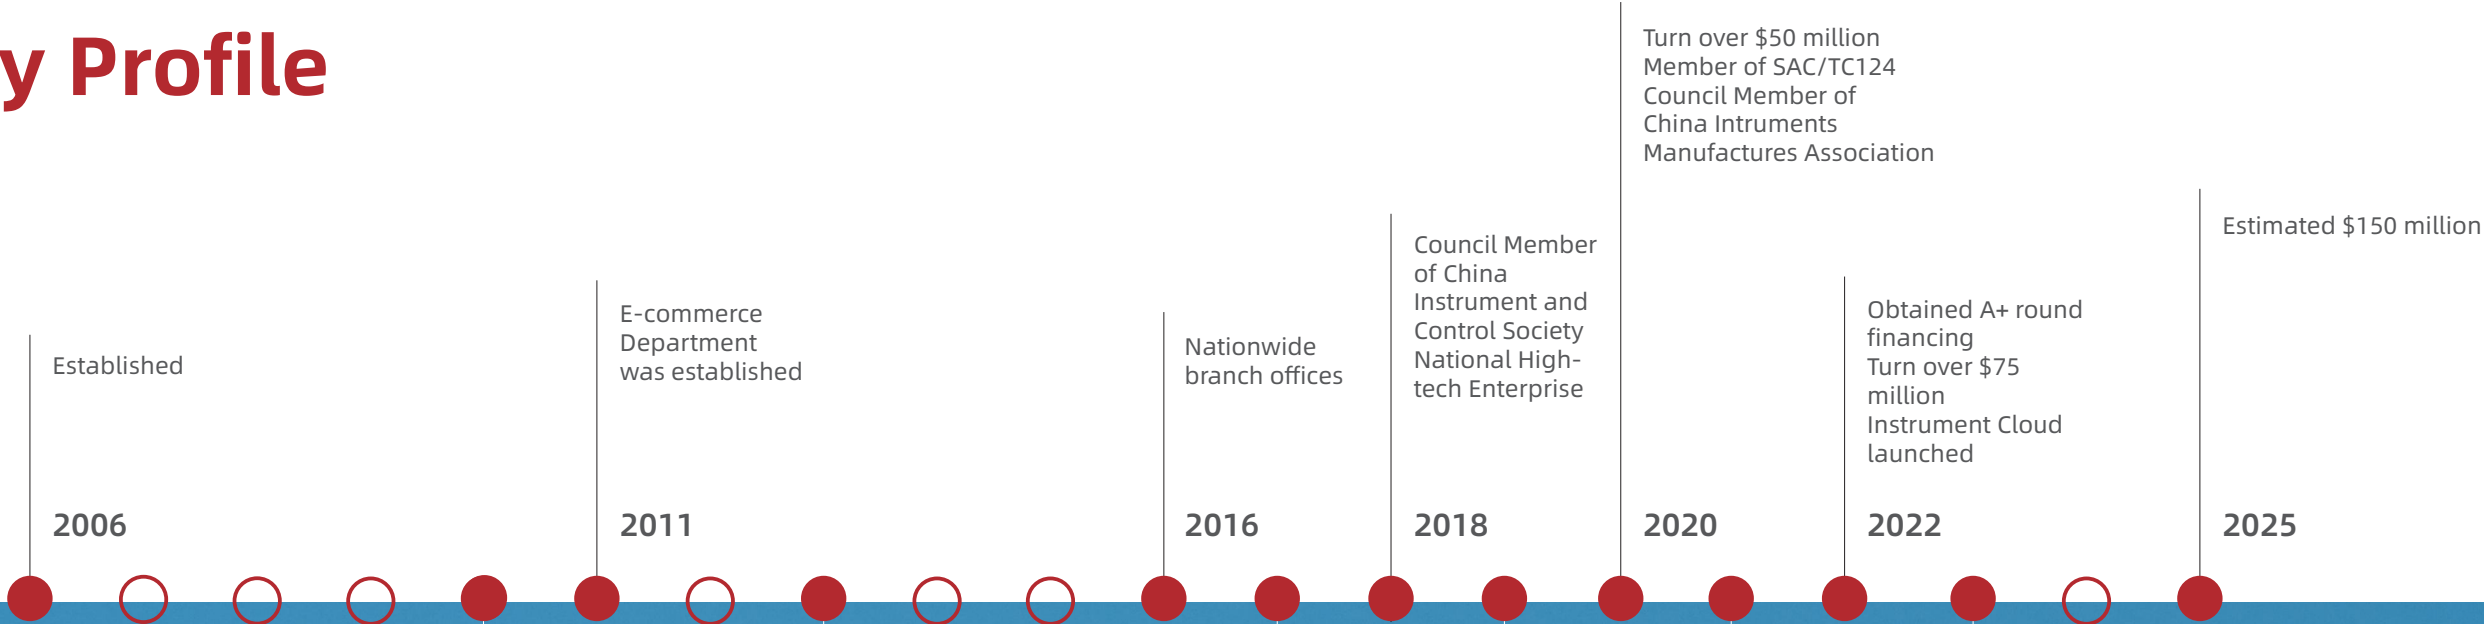 y Profile
Established
2006
E-commerce
Department
was established
2011
Nationwide
branch offices
2016
Council Member
of China
Instrument and
Control Society
National High-
tech Enterprise
2018
Turn over $50 million
Member of SAC/TC124
Council Member of
China Intruments
Manufactures Association
2020
Obtained A+ round
financing
Turn over $75
million
Instrument Cloud
launched
2022
Estimated $150 million
2025